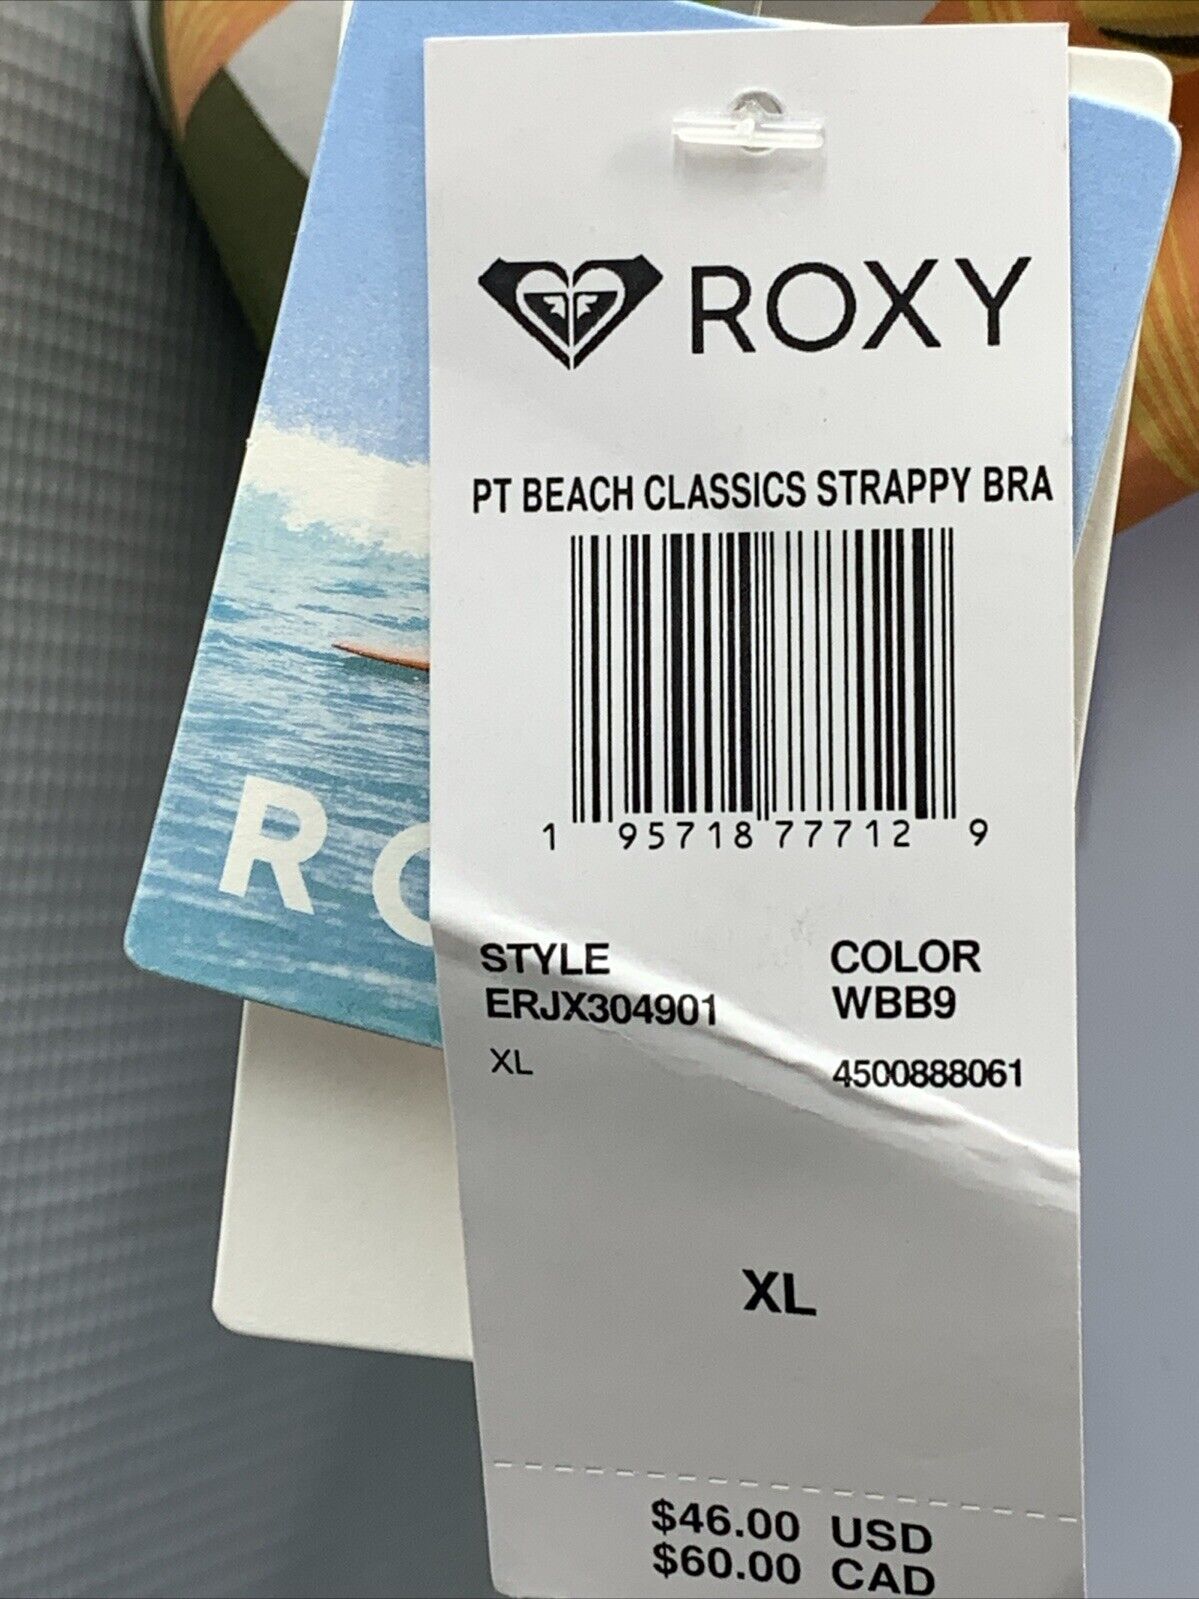 ROXY
PT BEACH CLASSICS STRAPPY BRA
1 95718 77712 9
STYLE COLOR
ERJX304901 WBB9
XL 4500888061
XL
$46.00 USD
$60.00 CAD
RO